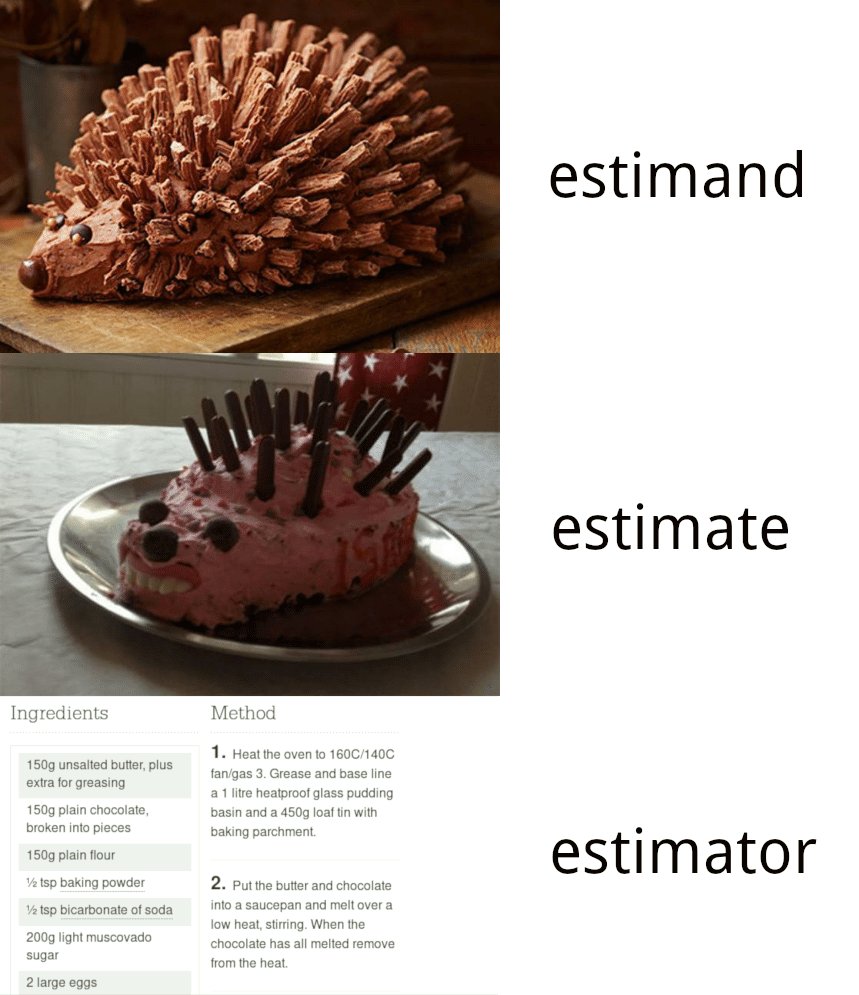 estimand
estimate
Ingredients
150g unsalted butter, plus
extra for greasing
150g plain chocolate,
broken into pieces
150g plain flour
½ tsp baking powder
½ tsp bicarbonate of soda
200g light muscovado
sugar
2 large eggs
Method
1. Heat the oven to 160C/140C
fan/gas 3. Grease and base line
a 1 litre heatproof glass pudding
basin and a 450g loaf tin with
baking parchment.
2. Put the butter and chocolate
into a saucepan and melt over a
low heat, stirring. When the
chocolate has all melted remove
from the heat.
estimator